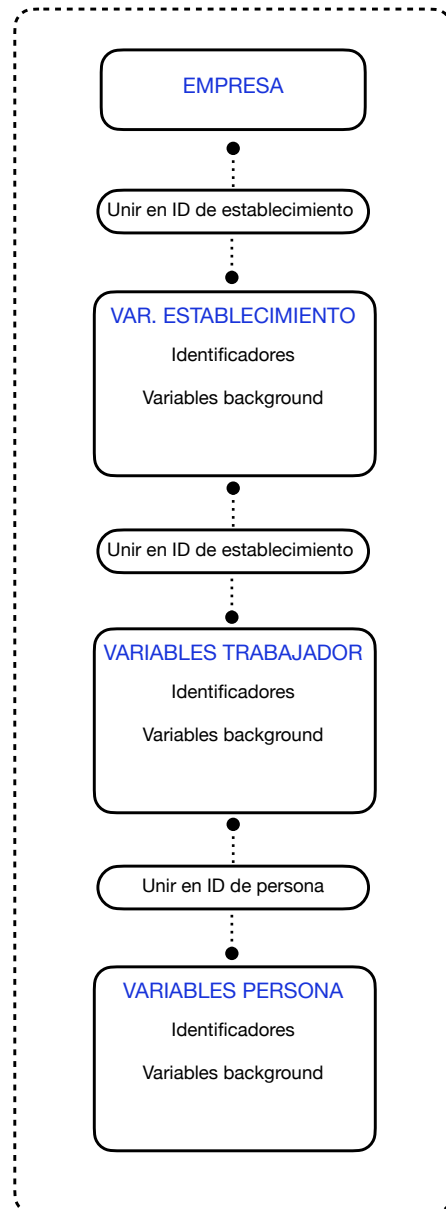 EMPRESA
Unir en ID de establecimiento
VAR. ESTABLECIMIENTO
Identificadores
Variables background
Unir en ID de establecimiento
VARIABLES TRABAJADOR
Identificadores
Variables background
Unir en ID de persona
VARIABLES PERSONA
Identificadores
Variables background